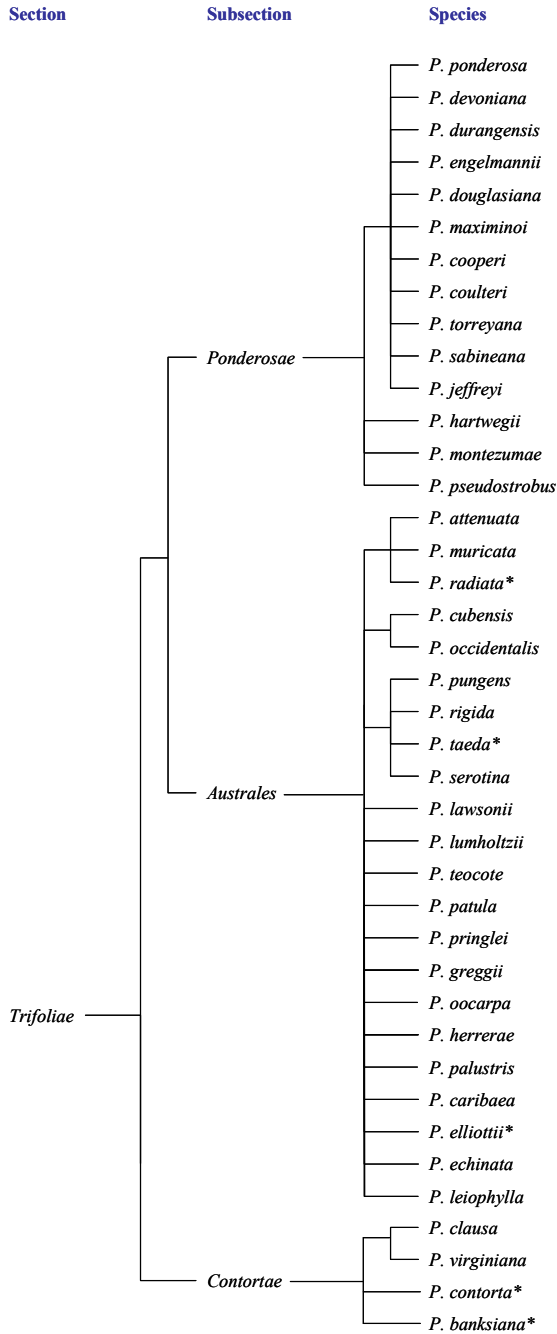 Section Subsection Species
P. ponderosa
P. devoniana
P. durangensis
P. engelmannii
P. douglasiana
P. maximinoi
P. cooperi
P. coulteri
P. torreyana
P. sabineana
Ponderosae
P. jeffreyi
P. hartwegii
P. montezumae
P. pseudostrobus
P. attenuata
P. muricata
P. radiata*
P. cubensis
P. occidentalis
P. pungens
P. rigida
P. taeda*
P. serotina
Australes
P. lawsonii
P. lumholtzii
P. teocote
P. patula
P. pringlei
P. greggii
P. oocarpa
Trifoliae
P. herrerae
P. palustris
P. caribaea
P. elliottii*
P. echinata
P. leiophylla
P. clausa
P. virginiana
Contortae
P. contorta*
P. banksiana*